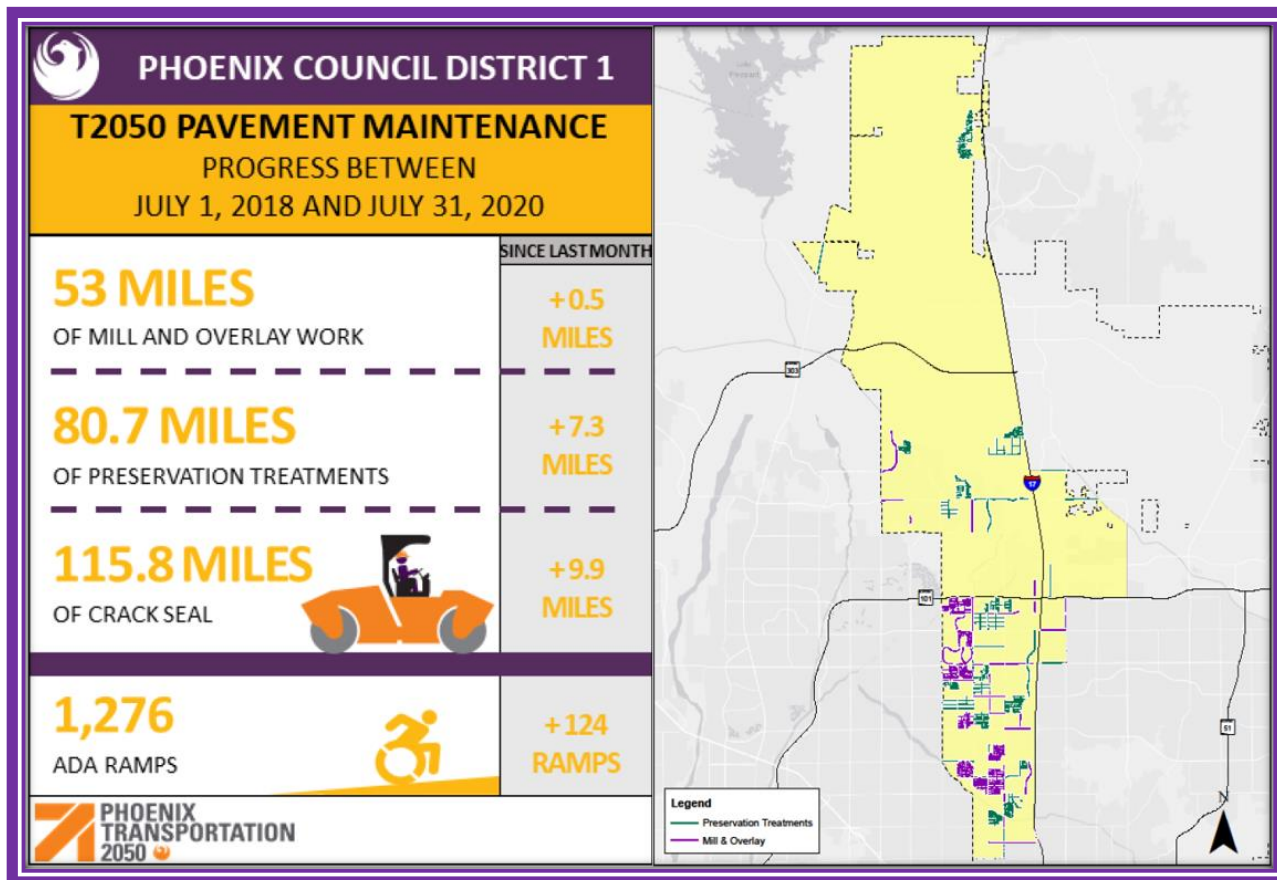 PHOENIX COUNCIL DISTRICT 1
T2050 PAVEMENT MAINTENANCE
PROGRESS BETWEEN
JULY 1, 2018 AND JULY 31, 2020
SINCE LAST MONTH
53 MILES
OF MILL AND OVERLAY WORK
+0.5
MILES
80.7 MILES
OF PRESERVATION TREATMENTS
+7.3
MILES
115.8 MILES
OF CRACK SEAL
+9.9
MILES
1,276
ADA RAMPS
+124
RAMPS
PHOENIX
TRANSPORTATION
2050
Lake
Pleasant
303
17
101
51
Legend
Preservation Treatments
Mill & Overlay
N